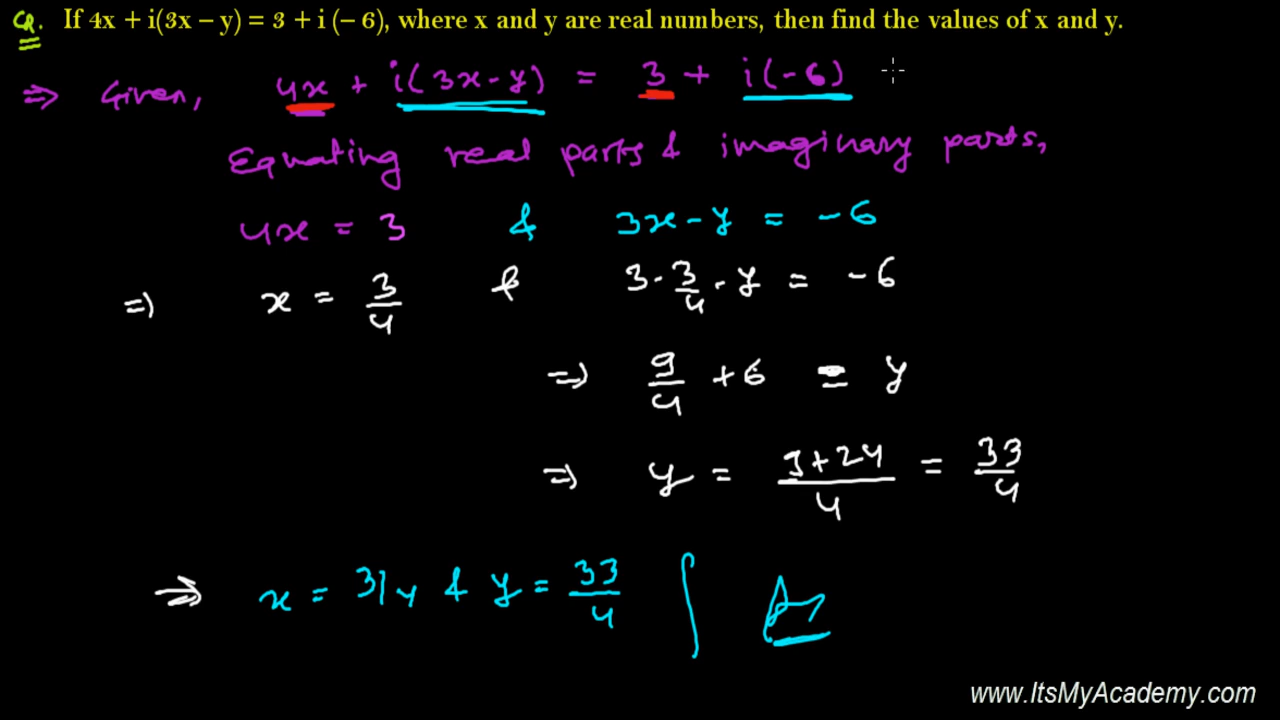 Q. If 4x + i(3x – y) = 3 + i (– 6), where x and y are real numbers, then find the values of x and y.
⇒ Given, 4x + i(3x-y) = 3 + i(-6)
Equating real parts & imaginary parts,
4x = 3 & 3x-y = -6
⇒ x = 3/4 & 3·3/4 - y = -6
⇒ 9/4 +6 = y
⇒ y = 9+24/4 = 33/4
⇒ x = 3/4 & y = 33/4
www.ItsMyAcademy.com